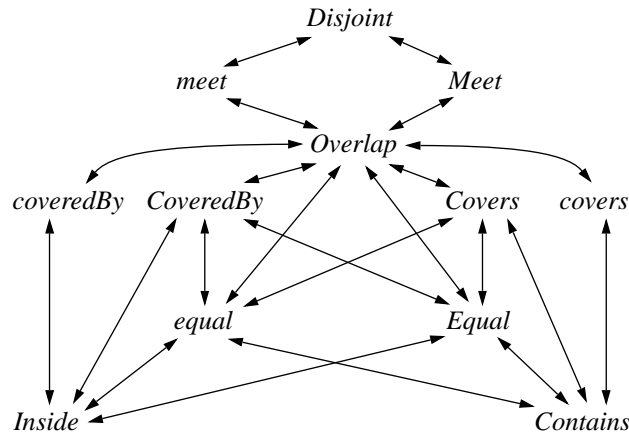 Disjoint
meet Meet
Overlap
coveredBy CoveredBy Covers covers
equal Equal
Inside Contains